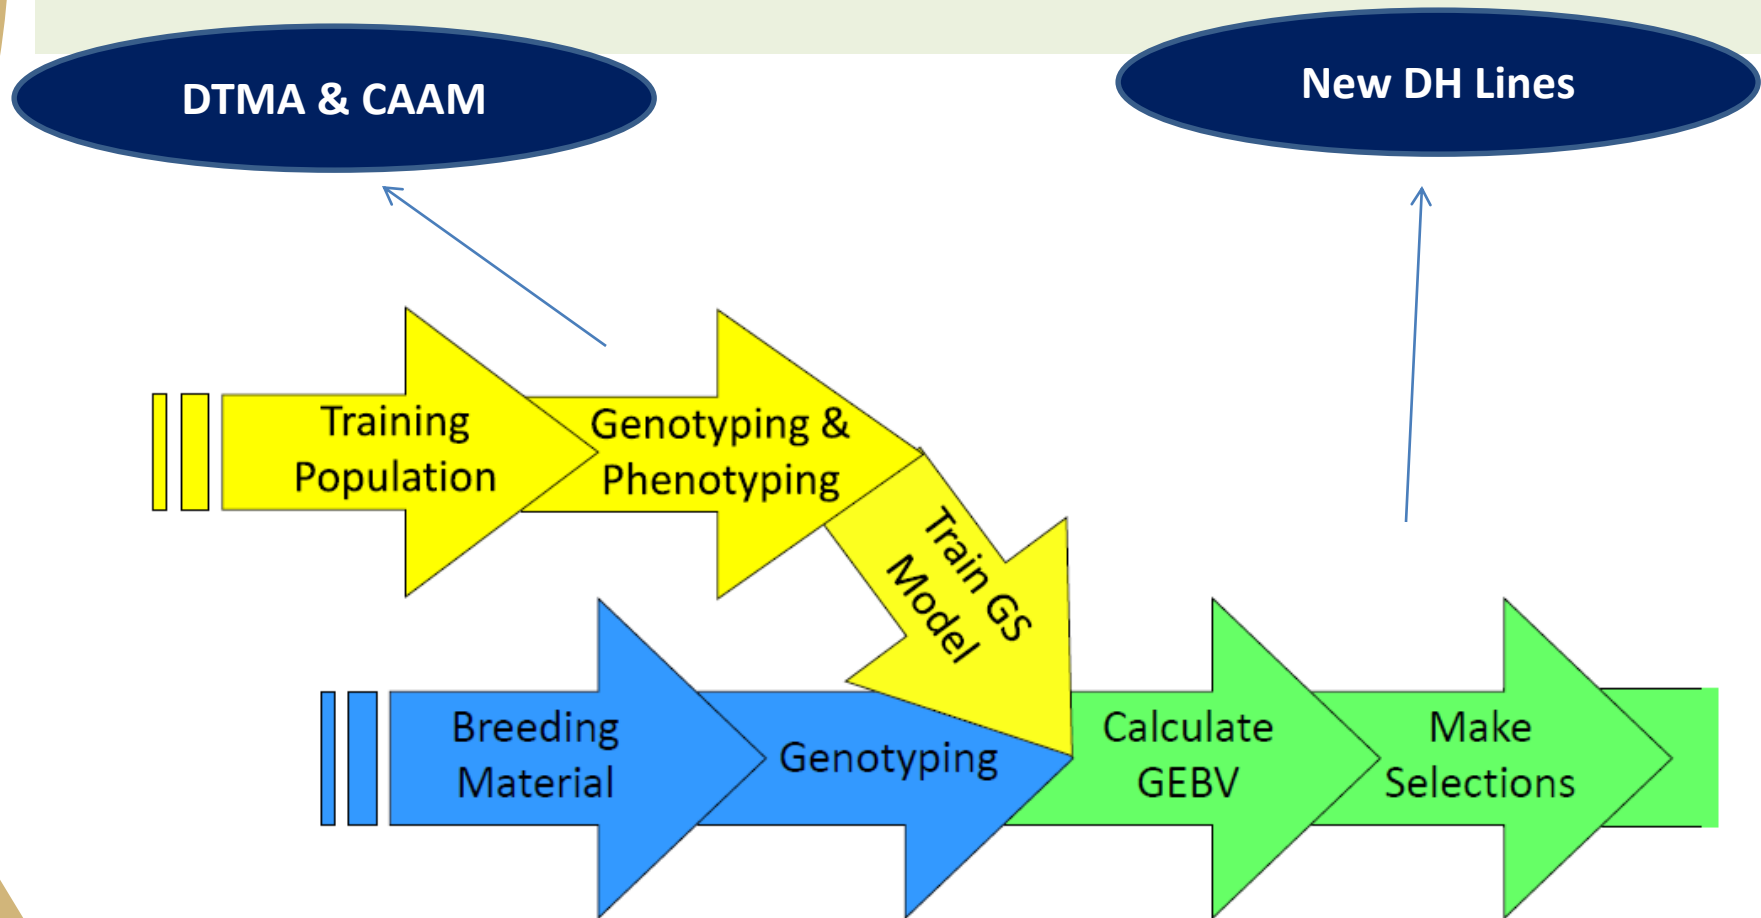 DTMA & CAAM
New DH Lines
Training
Population
Genotyping &
Phenotyping
Train GS
Model
Breeding
Material
Genotyping
Calculate
GEBV
Make
Selections